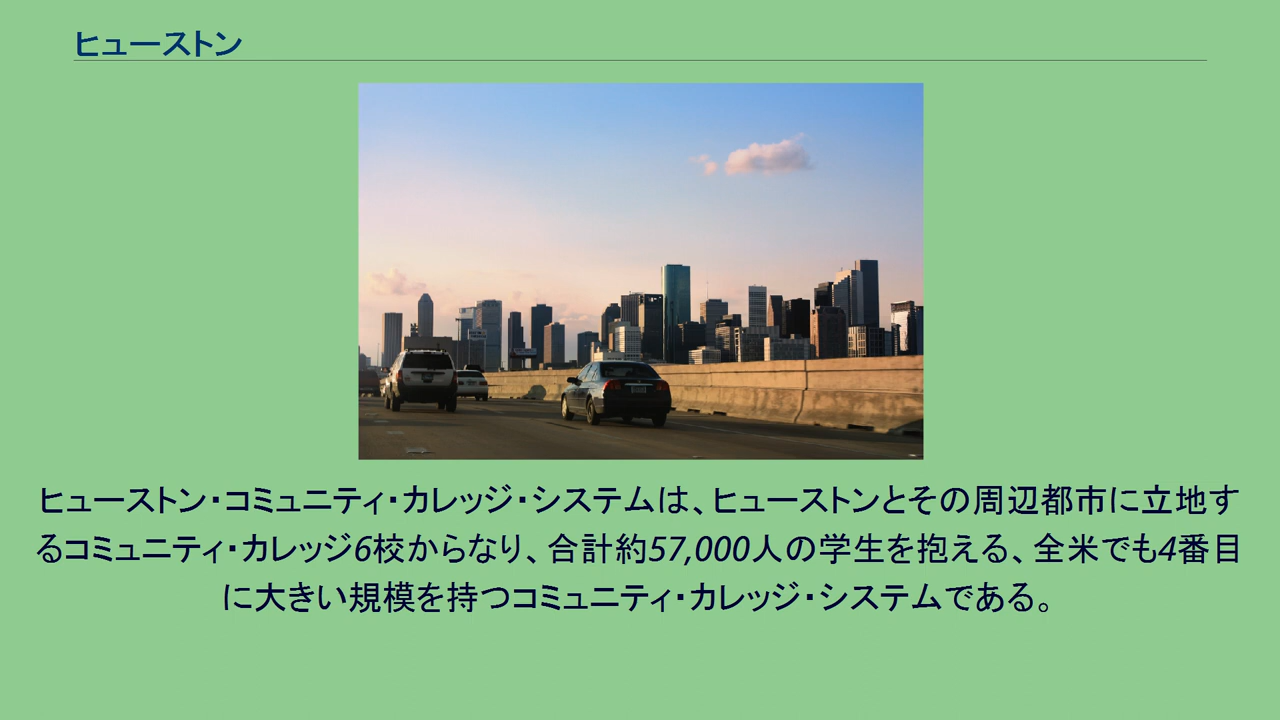 ヒューストン
ヒューストン・コミュニティ・カレッジ・システムは、ヒューストンとその周辺都市に立地す
るコミュニティ・カレッジ6校からなり、合計約57,000人の学生を抱える、全米でも4番目
に大きい規模を持つコミュニティ・カレッジ・システムである。